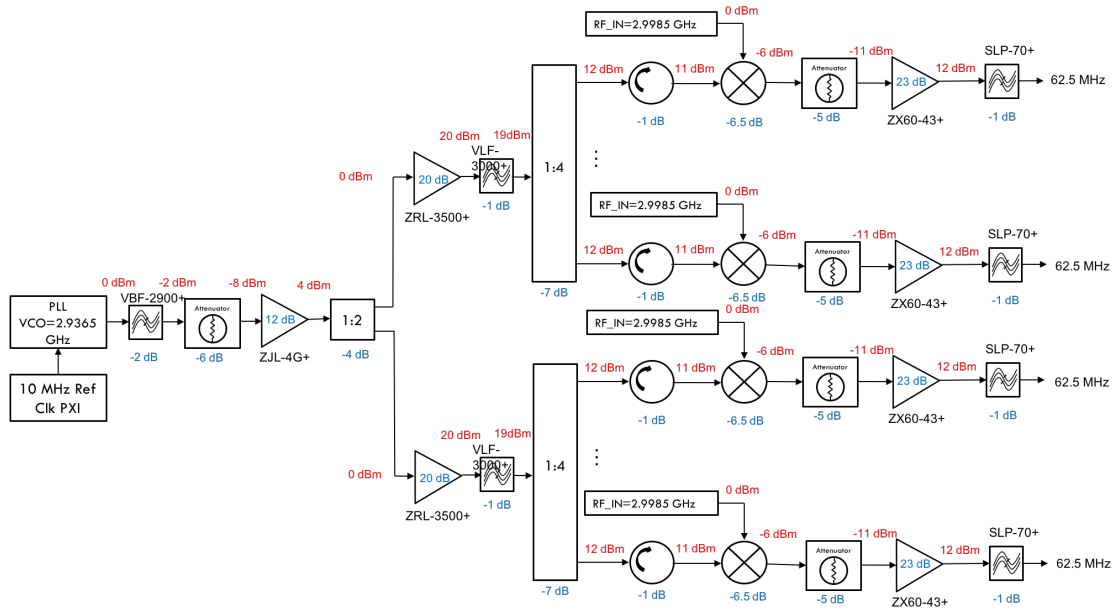 0 dBm
RF_IN=2.9985 GHz
-6 dBm
-11 dBm
SLP-70+
12 dBm
11 dBm
Attenuator
23 dB
12 dBm
62.5 MHz
-1 dB
-6.5 dB
-5 dB
ZX60-43+
-1 dB
20 dBm
19dBm
VLF-
3000+
0 dBm
20 dB
-1 dB
ZRL-3500+
1:4
-7 dB
⋮
0 dBm
RF_IN=2.9985 GHz
-6 dBm
-11 dBm
SLP-70+
12 dBm
11 dBm
Attenuator
23 dB
12 dBm
62.5 MHz
-1 dB
-6.5 dB
-5 dB
ZX60-43+
-1 dB
0 dBm
-2 dBm
-8 dBm
4 dBm
VBF-2900+
PLL
VCO=2.9365
GHz
Attenuator
12 dB
1:2
-2 dB
-6 dB
ZJL-4G+
-4 dB
10 MHz Ref
Clk PXI
0 dBm
RF_IN=2.9985 GHz
-6 dBm
-11 dBm
SLP-70+
12 dBm
11 dBm
Attenuator
23 dB
12 dBm
62.5 MHz
-1 dB
-6.5 dB
-5 dB
ZX60-43+
-1 dB
20 dBm
19dBm
VLF-
3000+
0 dBm
20 dB
-1 dB
ZRL-3500+
1:4
-7 dB
⋮
0 dBm
RF_IN=2.9985 GHz
-6 dBm
-11 dBm
SLP-70+
12 dBm
11 dBm
Attenuator
23 dB
12 dBm
62.5 MHz
-1 dB
-6.5 dB
-5 dB
ZX60-43+
-1 dB